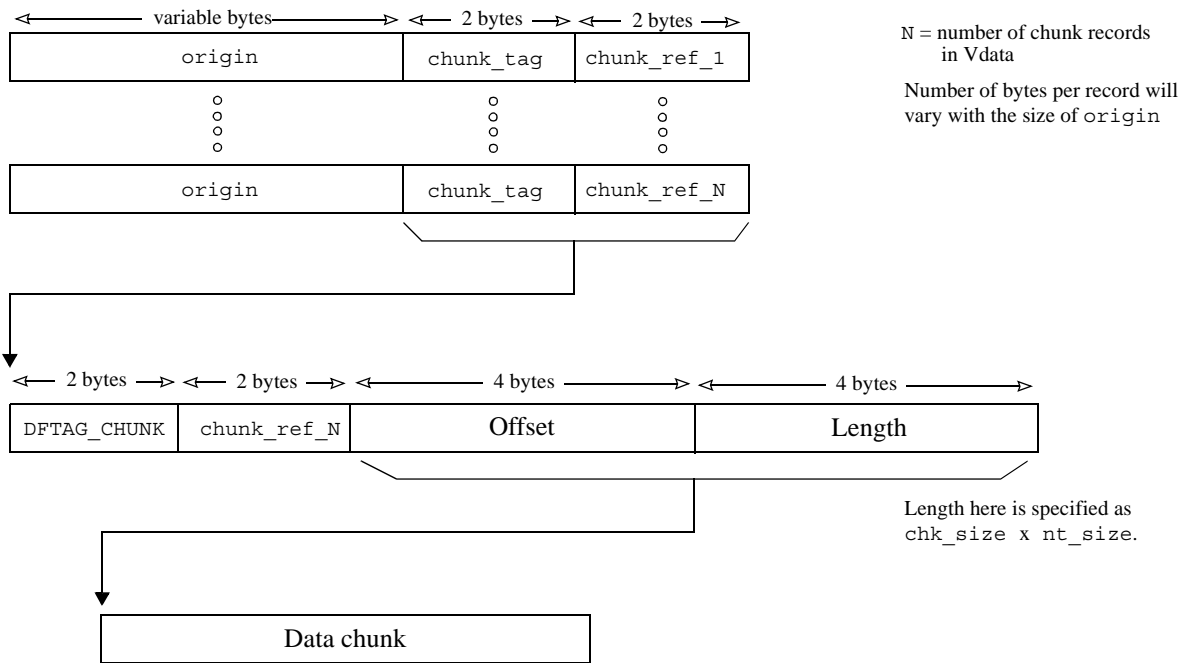 variable bytes 2 bytes 2 bytes
origin chunk_tag chunk_ref_1
N = number of chunk records
in Vdata
Number of bytes per record will
vary with the size of origin
origin chunk_tag chunk_ref_N
2 bytes 2 bytes 4 bytes 4 bytes
DFTAG_CHUNK chunk_ref_N Offset Length
Length here is specified as
chk_size x nt_size.
Data chunk